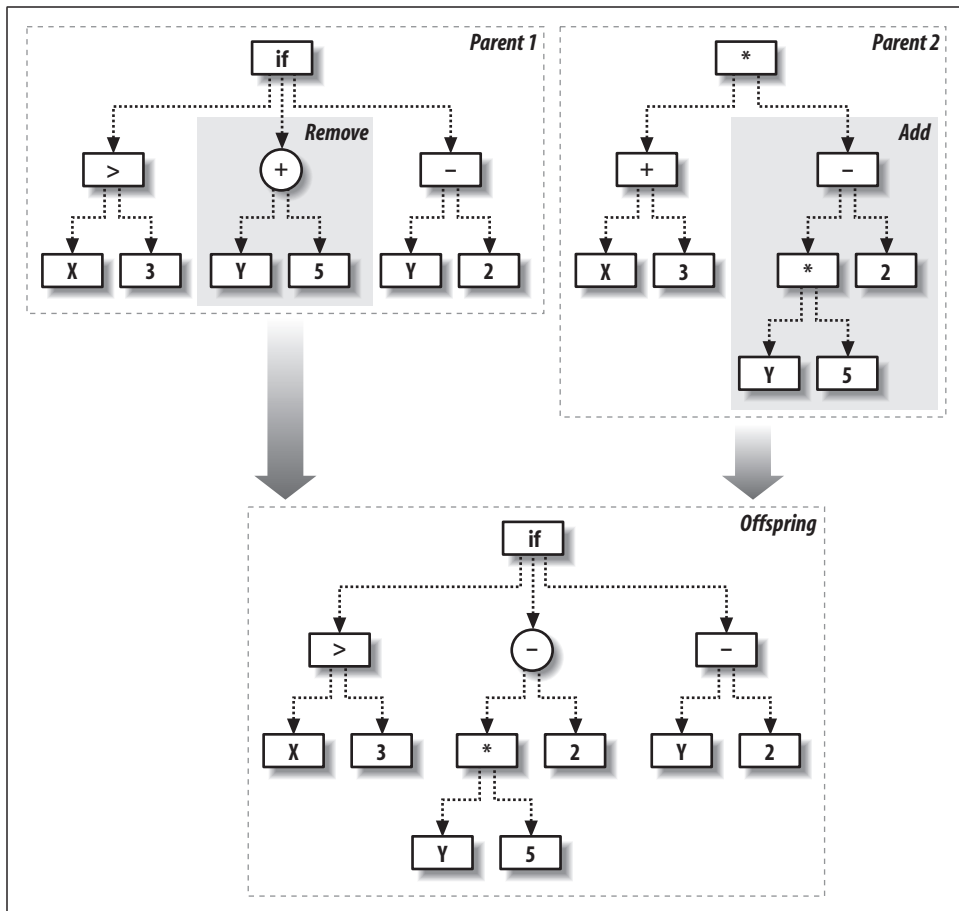 Parent 1
if
Remove
> + –
X 3 Y 5 Y 2
Parent 2
*
Add
+ –
X 3 * 2
Y 5
Offspring
if
> – –
X 3 * 2 Y 2
Y 5